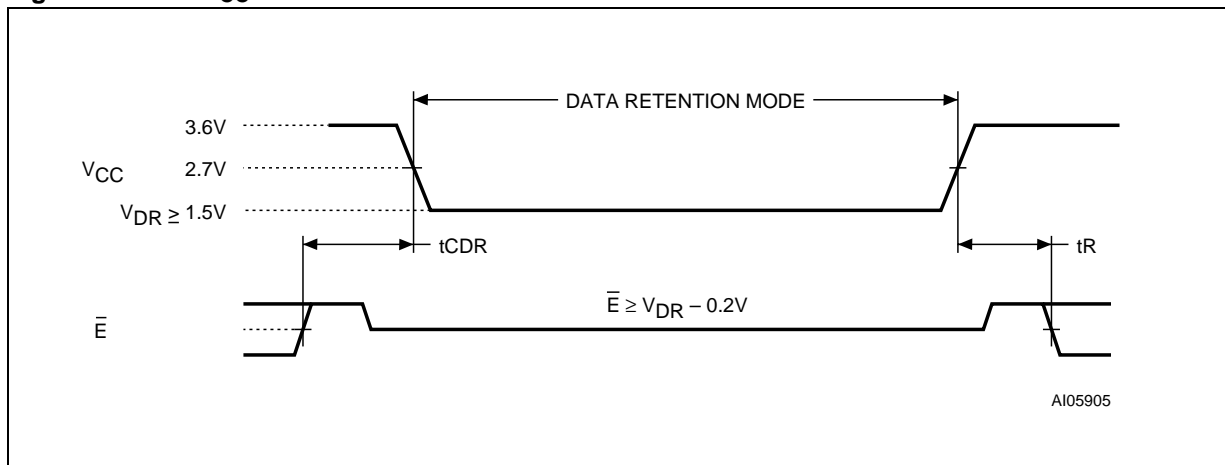 DATA RETENTION MODE
3.6V
VCC 2.7V
VDR ≥ 1.5V
tCDR
tR
E̅ ≥ VDR – 0.2V
E̅
AI05905